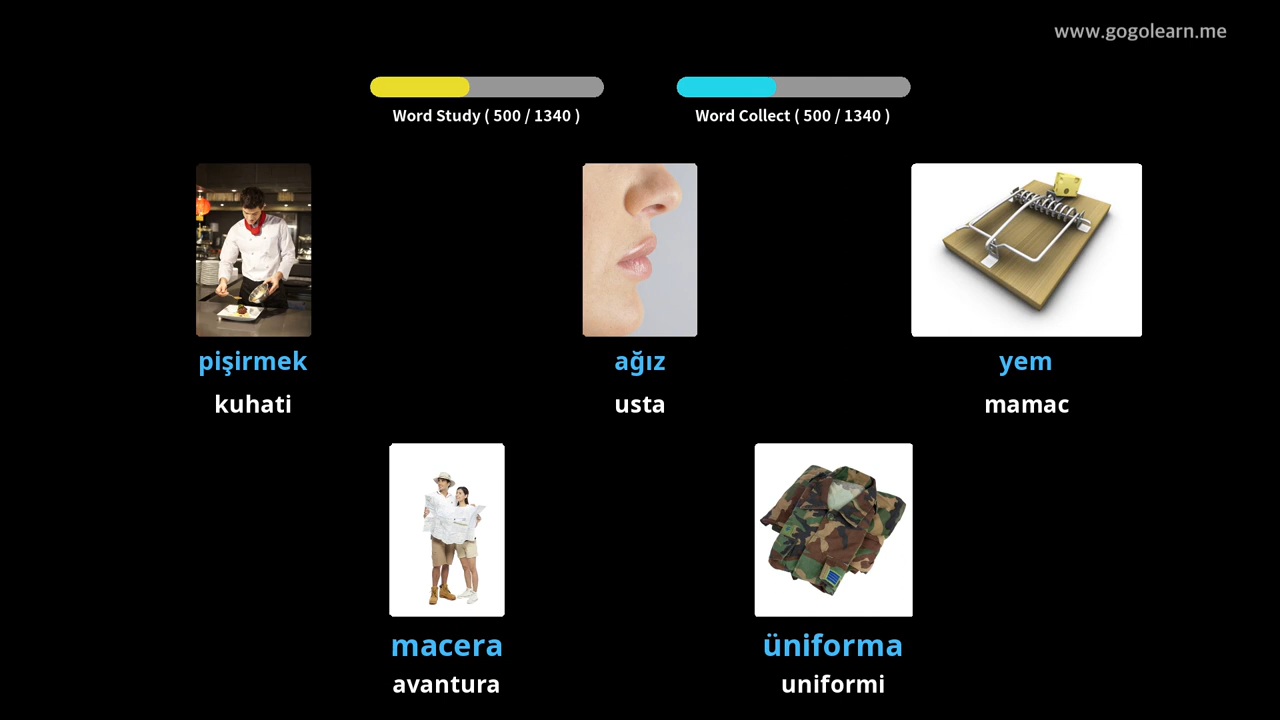 www.gogolearn.me
Word Study ( 500 / 1340 )
Word Collect ( 500 / 1340 )
pişirmek
kuhati
ağız
usta
yem
mamac
macera
avantura
üniforma
uniformi